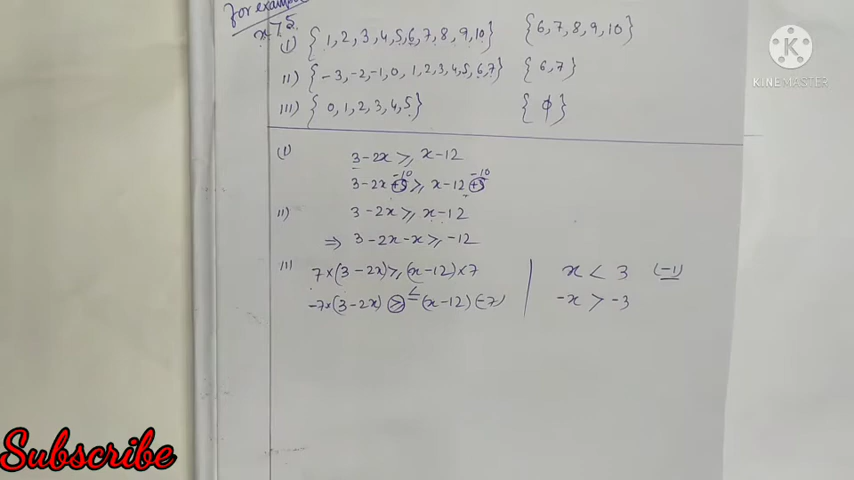 for example
x > 5
i) { 1, 2, 3, 4, 5, 6, 7, 8, 9, 10} { 6, 7, 8, 9, 10 }
ii) { -3, -2, -1, 0, 1, 2, 3, 4, 5, 6, 7 } { 6, 7 }
iii) { 0, 1, 2, 3, 4, 5 } { ϕ }
(i) 3-2x ⩾ x-12
-10 -10
3-2x +5 ⩾ x-12 +5
ii) 3-2x ⩾ x-12
⇒ 3-2x-x ⩾ -12
iii) 7×(3-2x) ⩾ (x-12)×7 x < 3 (-1)
-7×(3-2x) ⩾ ≤ (x-12)(-7) -x > -3
KINEMASTER
Subscribe